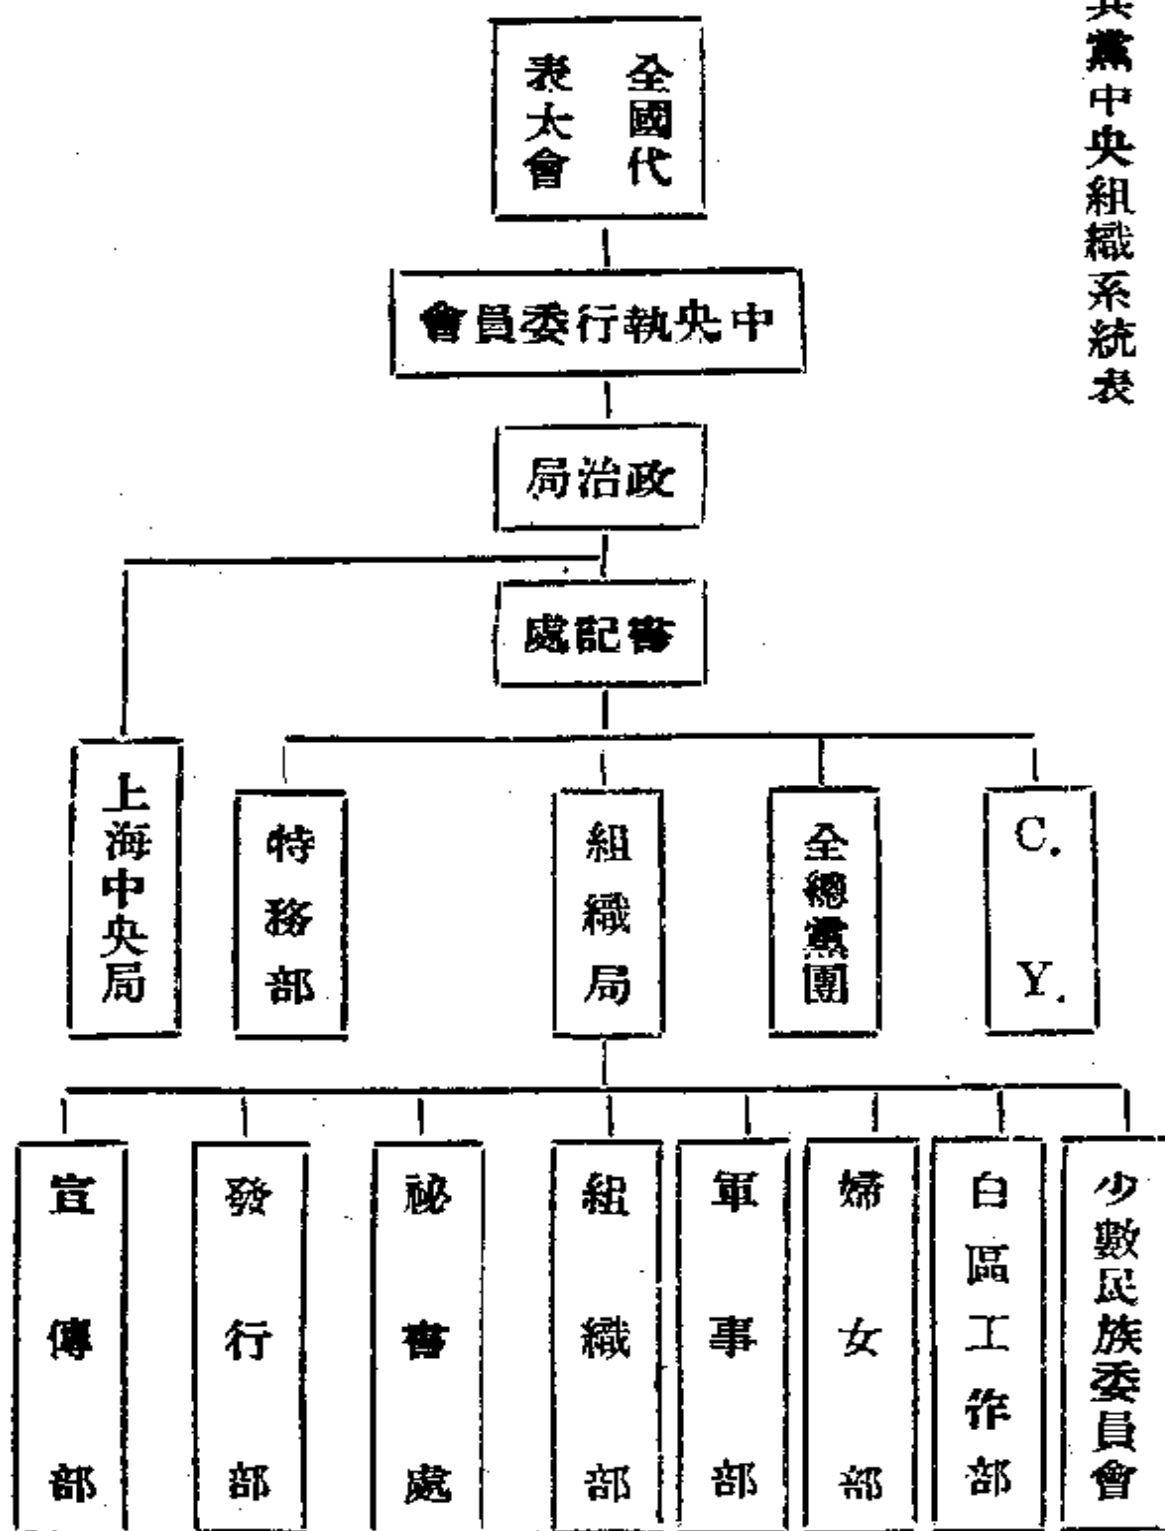 共黨中央組織系統表
全國代
表大會
中央執行委員會
政治局
書記處
C. Y.
全總黨團
組織局
特務部
上海中央局
少數民族委員會
白區工作部
婦女部
軍事部
組織部
祕書處
發行部
宣傳部